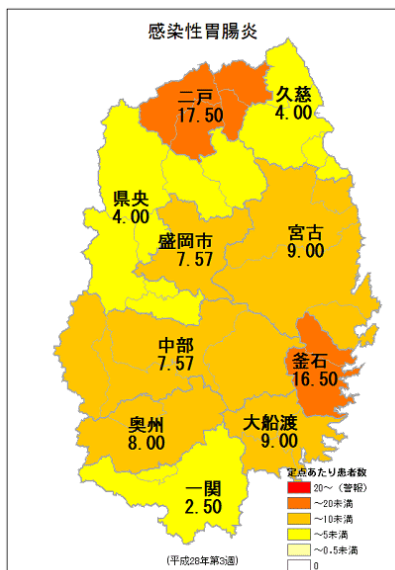 感染性胃腸炎
二戸
17.50
久慈
4.00
県央
4.00
盛岡市
7.57
宮古
9.00
中部
7.57
釜石
16.50
奥州
8.00
大船渡
9.00
一関
2.50
定点あたり患者数
20～（警報）
～20未満
～10未満
～5未満
～0.5未満
0
(平成28年第3週)